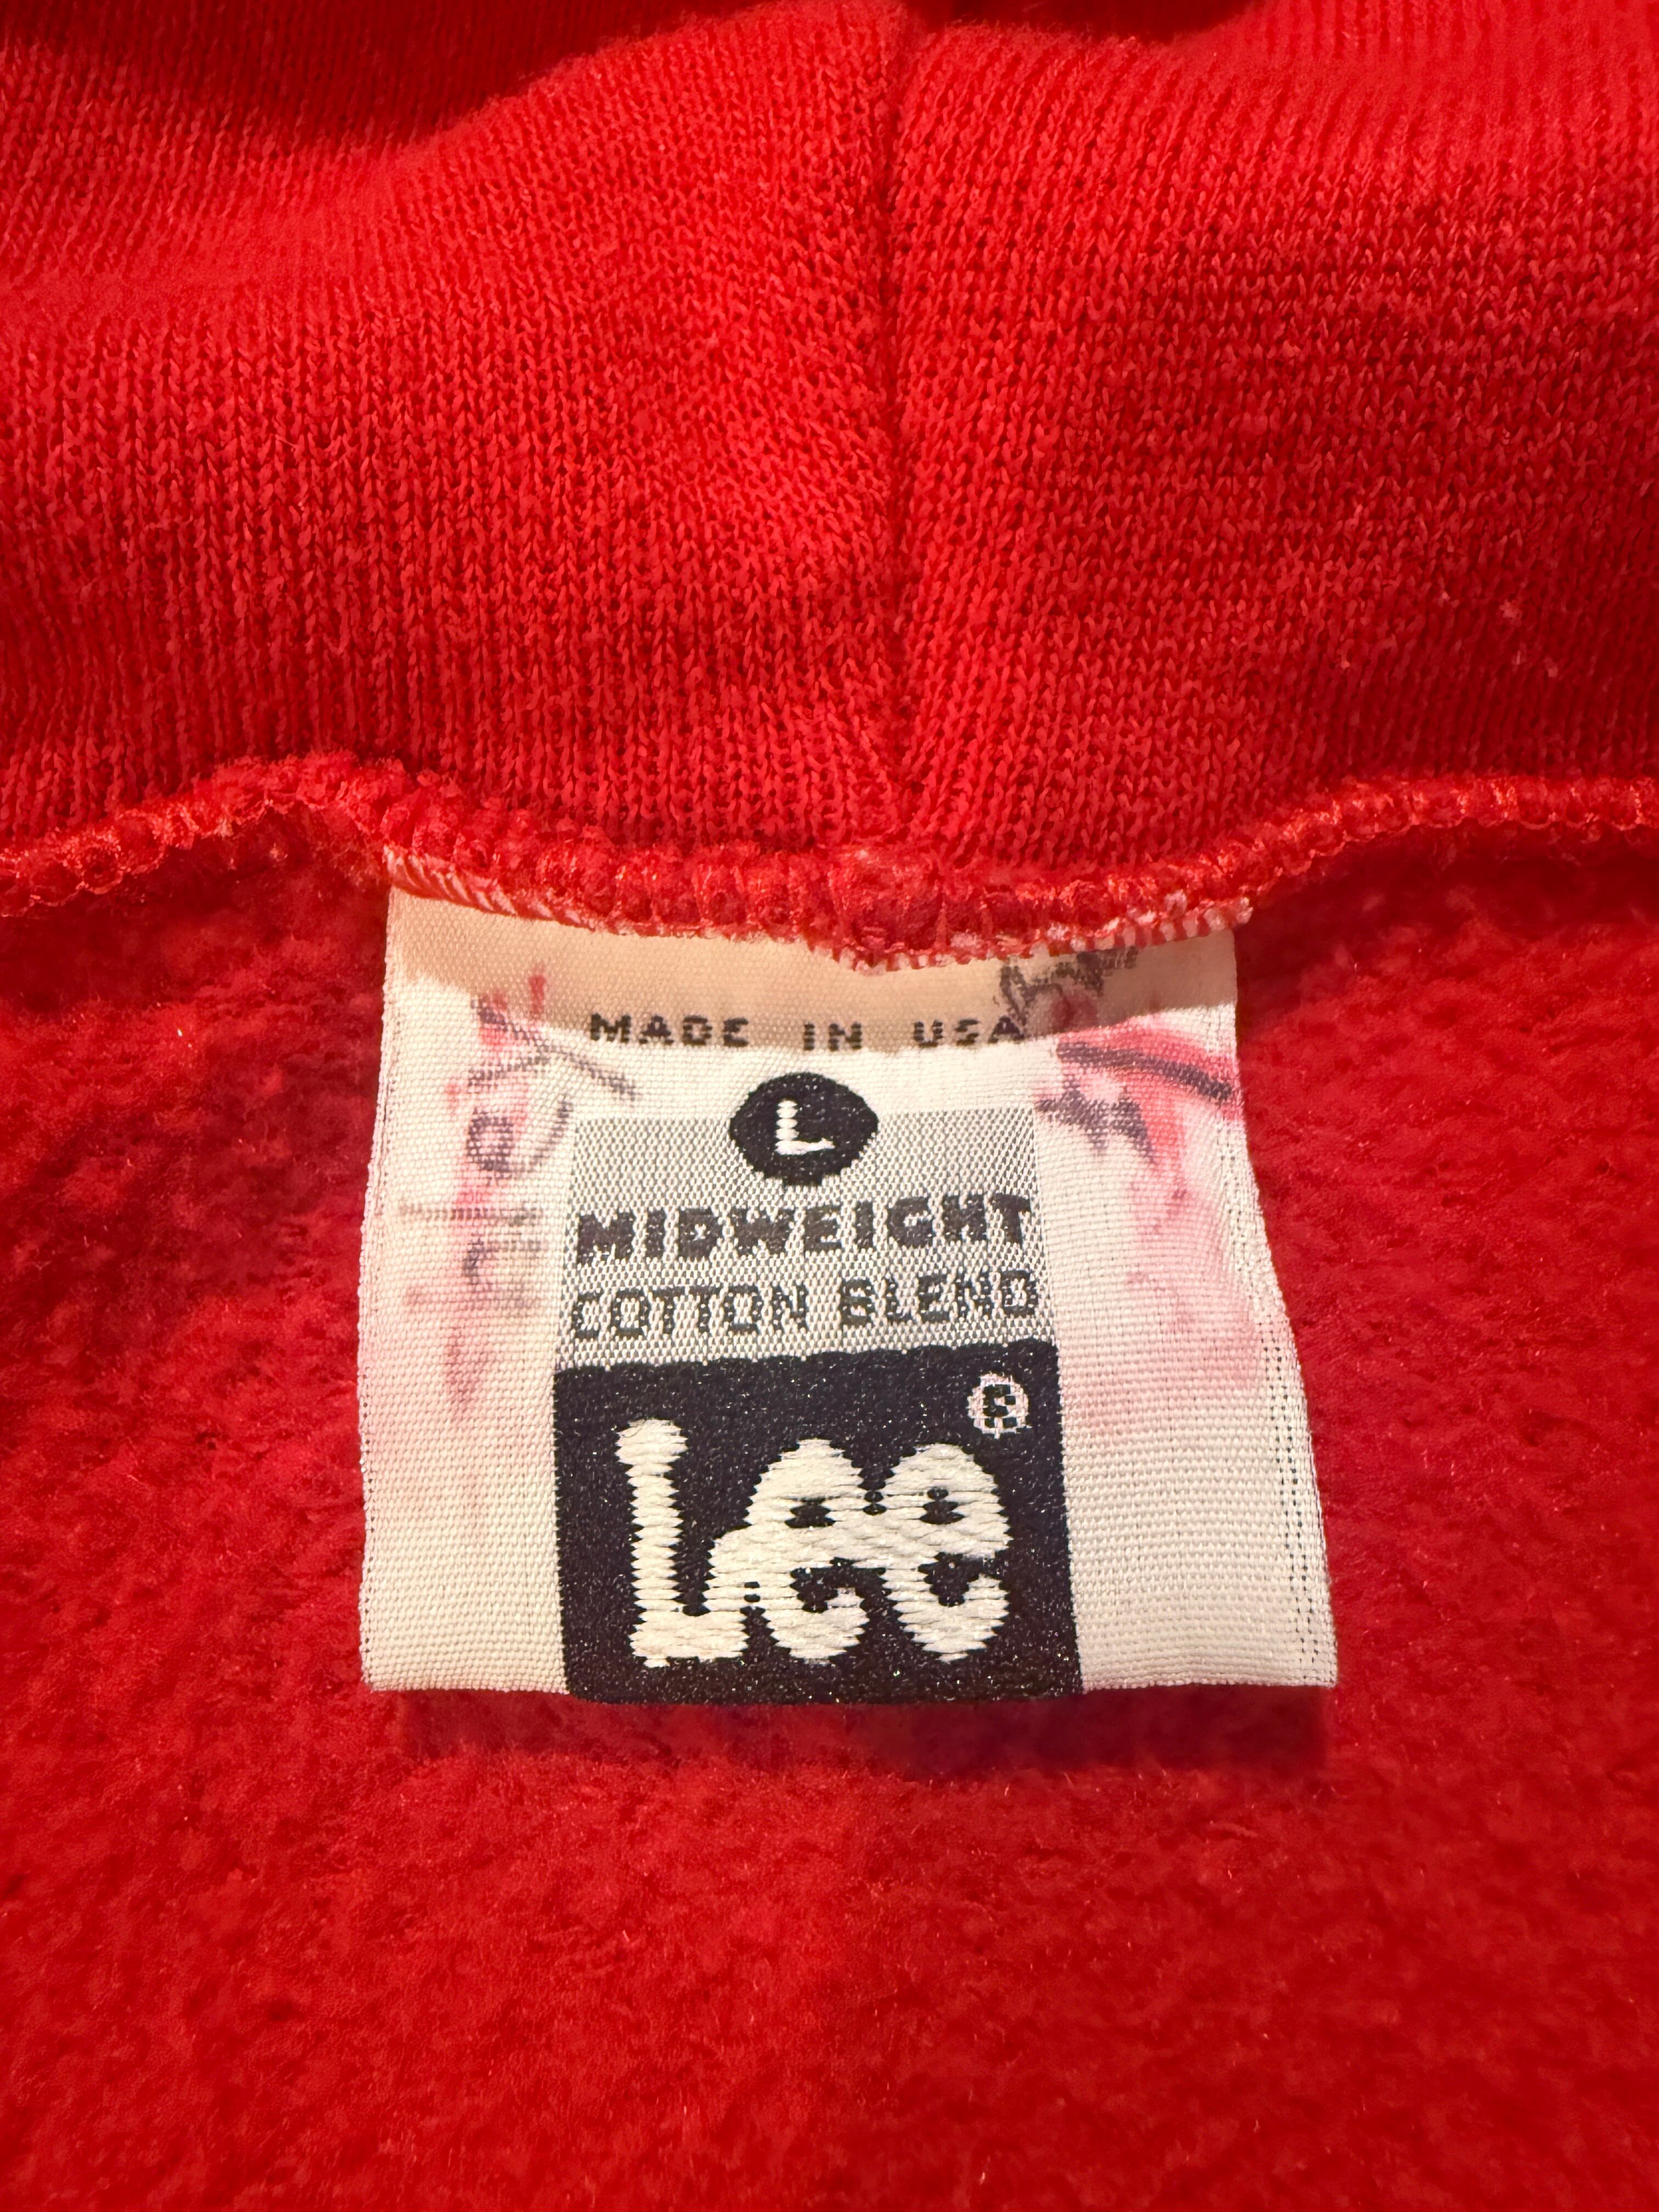 MADE IN USA
L
MIDWEIGHT
COTTON BLEND
®
Lee